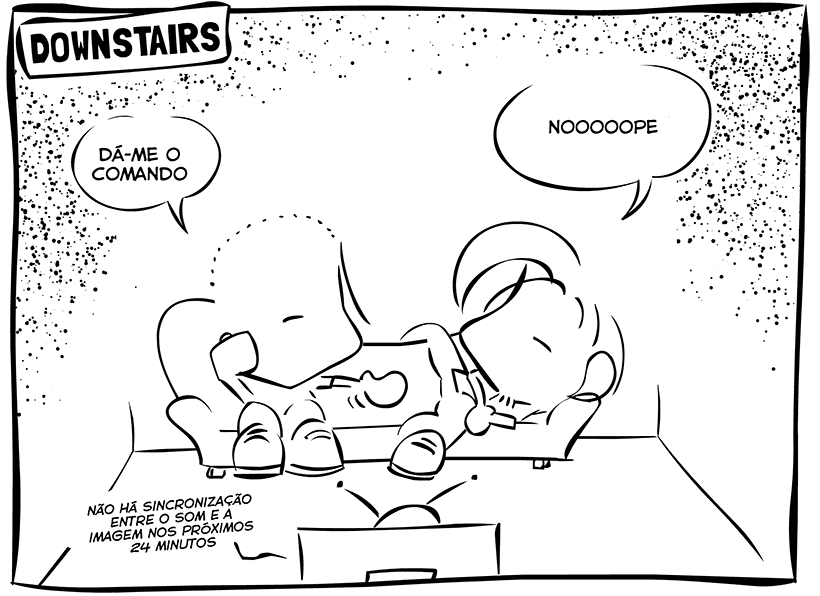 DOWNSTAIRS
DÁ-ME O
COMANDO
NOOOOOPE
NÃO HÁ SINCRONIZAÇÃO
ENTRE O SOM E A
IMAGEM NOS PRÓXIMOS
24 MINUTOS